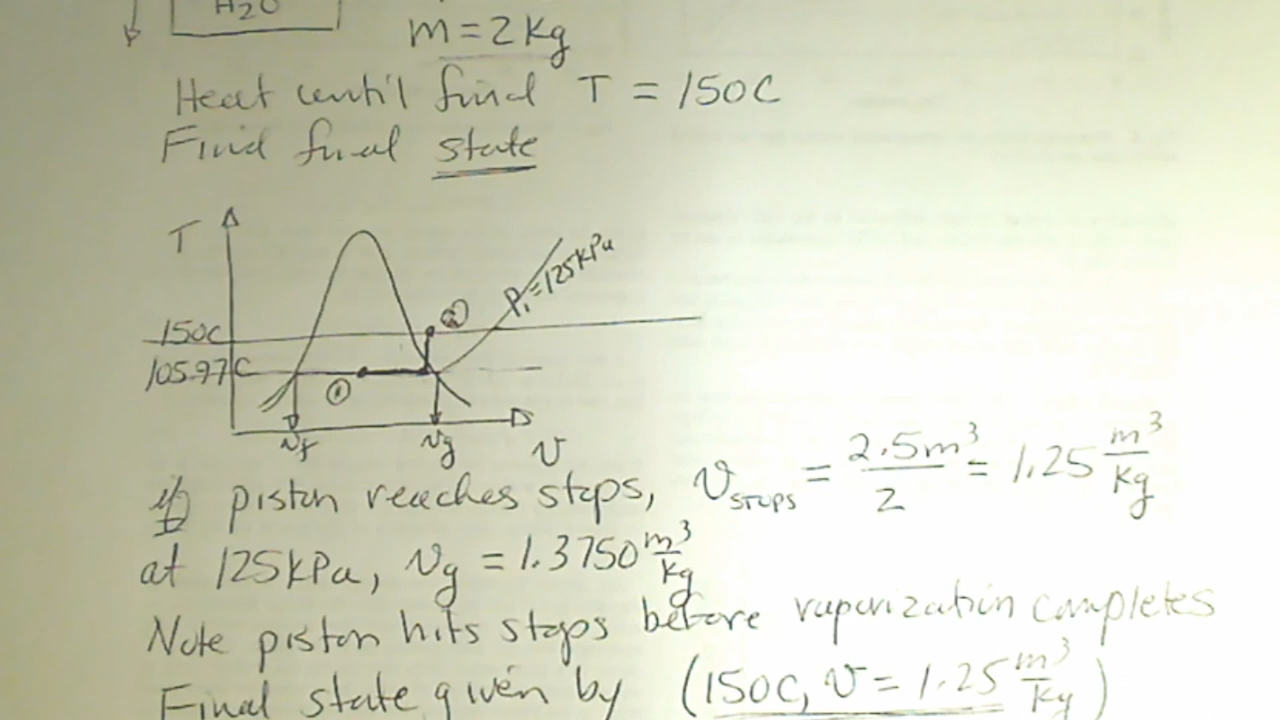 H₂O
m = 2 kg
Heat until final T = 150C
Find final state
T
150C
105.97C
P₁ = 125kPa
2
1
vf
vg
v
if piston reaches stops, v STOPS = 2.5m³ / 2 = 1.25 m³/kg
at 125kPa, vg = 1.3750 m³/kg
Note piston hits stops before vaporization completes
Final state given by (150C, v = 1.25 m³/kg)